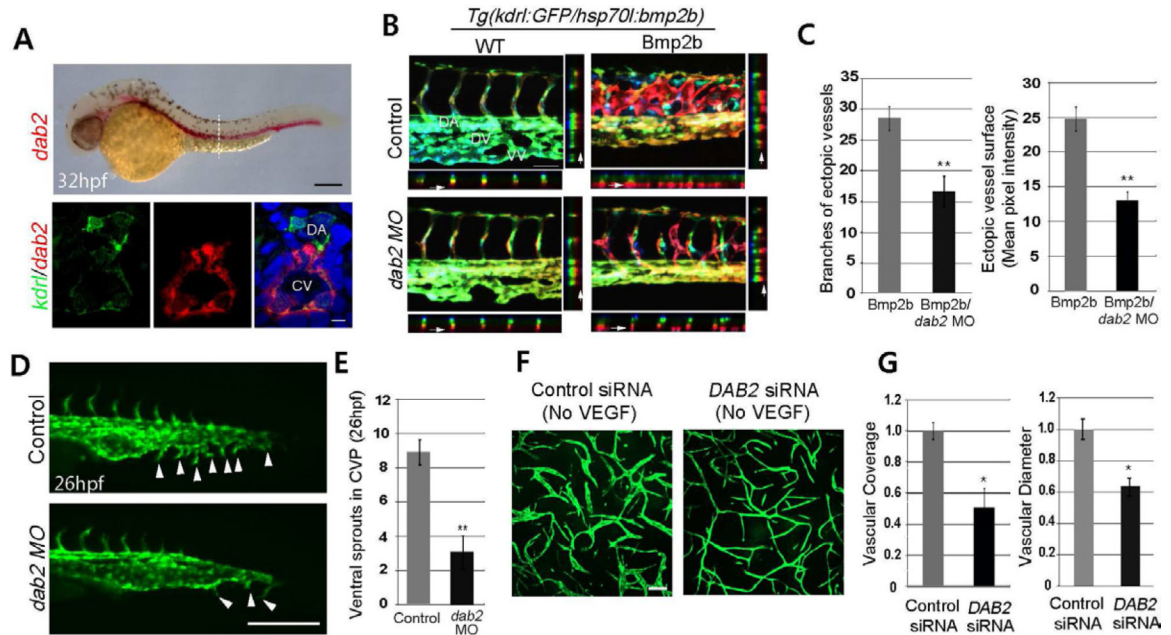 A
dab2
32hpf
kdrl/dab2
DA
CV
B
Tg(kdrl:GFP/hsp70l:bmp2b)
WT
Bmp2b
Control
DA
DV
VV
dab2 MO
C
Branches of ectopic vessels
35
30
25
20
15
10
5
0
**
Bmp2b
Bmp2b/
dab2 MO
Ectopic vessel surface
(Mean pixel intensity)
30
25
20
15
10
5
0
**
Bmp2b
Bmp2b/
dab2 MO
D
Control
26hpf
dab2 MO
E
Ventral sprouts in CVP (26hpf)
12
10
8
6
4
2
0
**
Control
dab2
MO
F
Control siRNA
(No VEGF)
DAB2 siRNA
(No VEGF)
G
Vascular Coverage
1.2
1
0.8
0.6
0.4
0.2
0
*
Control
siRNA
DAB2
siRNA
Vascular Diameter
1.2
1.0
0.8
0.6
0.4
0.2
0
*
Control
siRNA
DAB2
siRNA